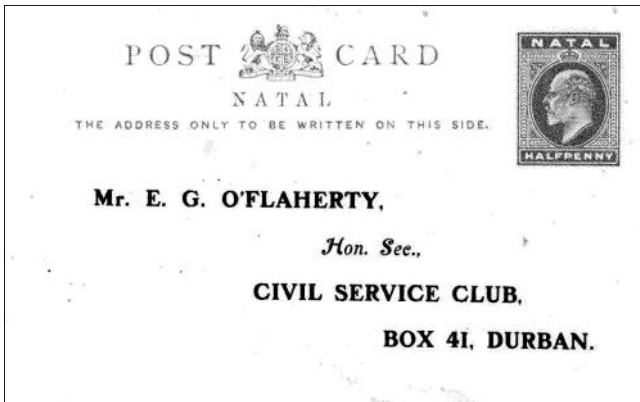 POST CARD
NATAL
THE ADDRESS ONLY TO BE WRITTEN ON THIS SIDE.
NATAL
HALFPENNY
Mr. E. G. O'FLAHERTY,
Hon. Sec.,
CIVIL SERVICE CLUB,
BOX 41, DURBAN.